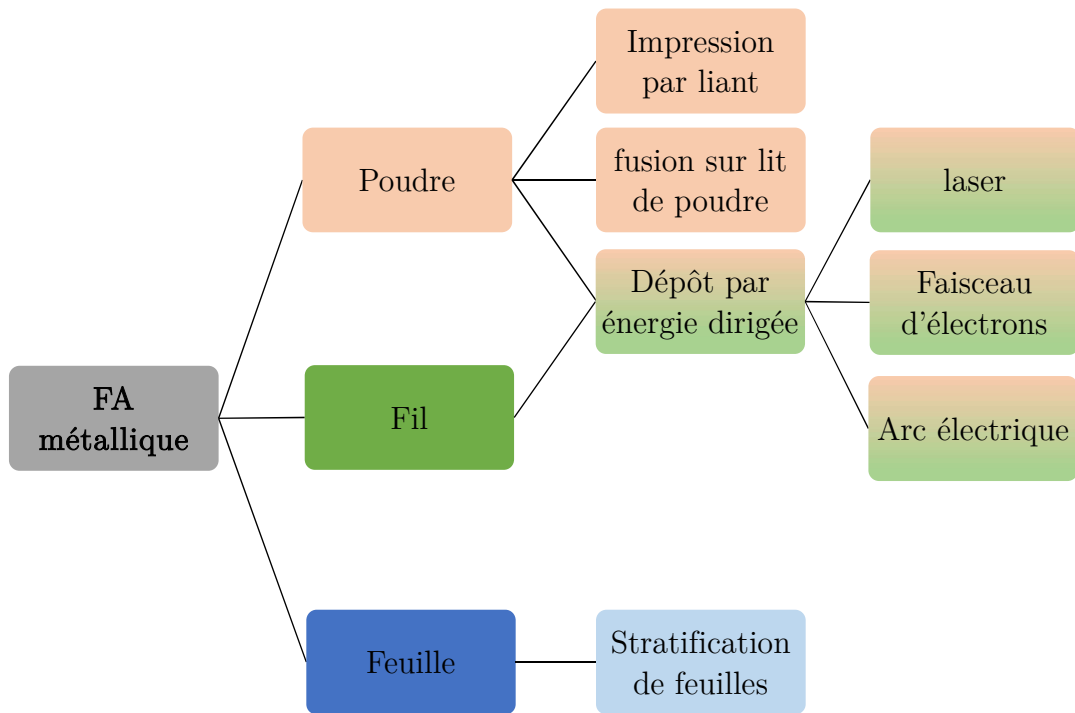 Impression
par liant
Poudre
fusion sur lit
de poudre
laser
Dépôt par
énergie dirigée
Faisceau
d'électrons
FA
métallique
Fil
Arc électrique
Feuille
Stratification
de feuilles